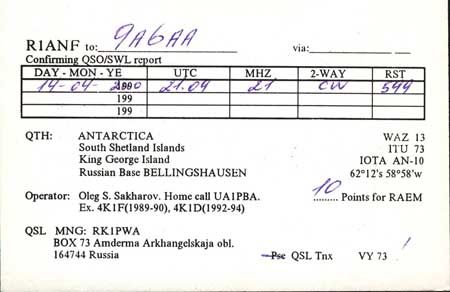 R1ANF to: 9A6AA via:
Confirming QSO/SWL report
DAY - MON - YE UTC MHZ 2-WAY RST
14-04-2000 199 21.04 21 CW 599
199
199
QTH: ANTARCTICA WAZ 13
South Shetland Islands ITU 73
King George Island IOTA AN-10
Russian Base BELLINGSHAUSEN 62°12's 58°58'w
Operator: Oleg S. Sakharov. Home call UA1PBA. 10 Points for RAEM
Ex. 4K1F(1989-90), 4K1D(1992-94)
QSL MNG: RK1PWA
BOX 73 Amderma Arkhangelskaja obl.
164744 Russia Pse QSL Tnx VY 73 !